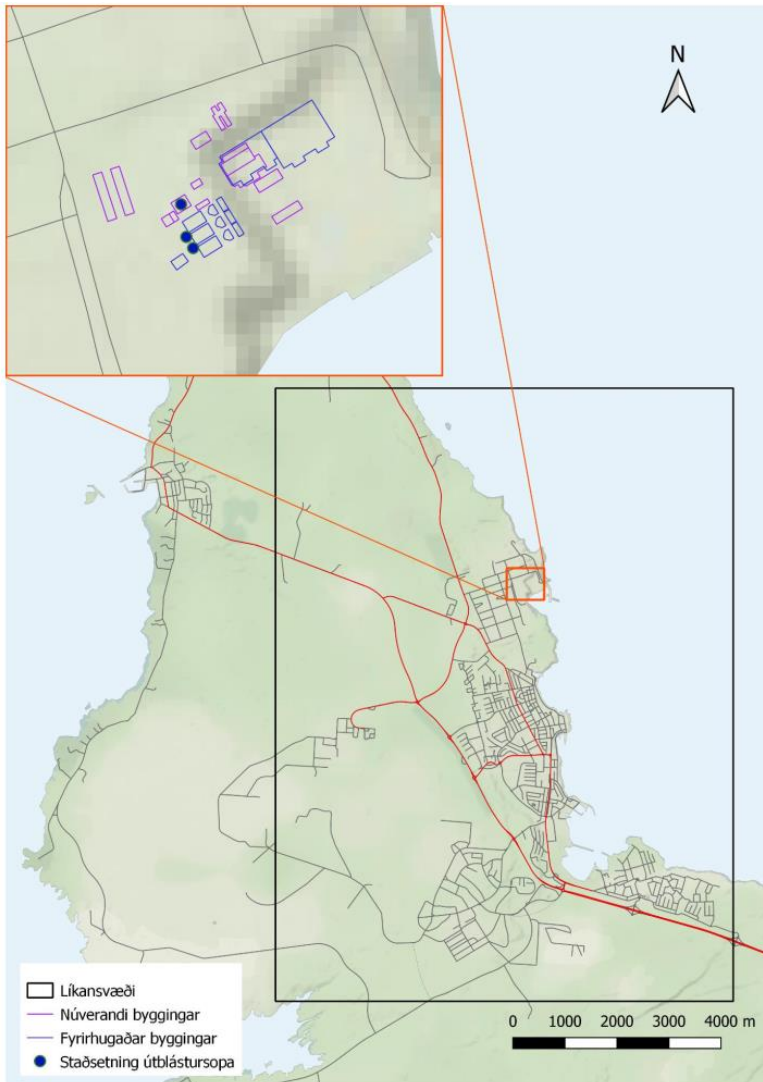 N
Líkansvæði
Núverandi byggingar
Fyrirhugaðar byggingar
Staðsetning útblástursopa
0 1000 2000 3000 4000 m